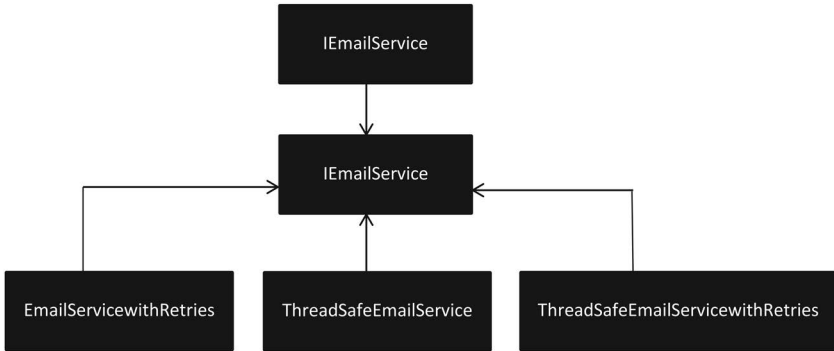 IEmailService
IEmailService
EmailServicewithRetries
ThreadSafeEmailService
ThreadSafeEmailServicewithRetries